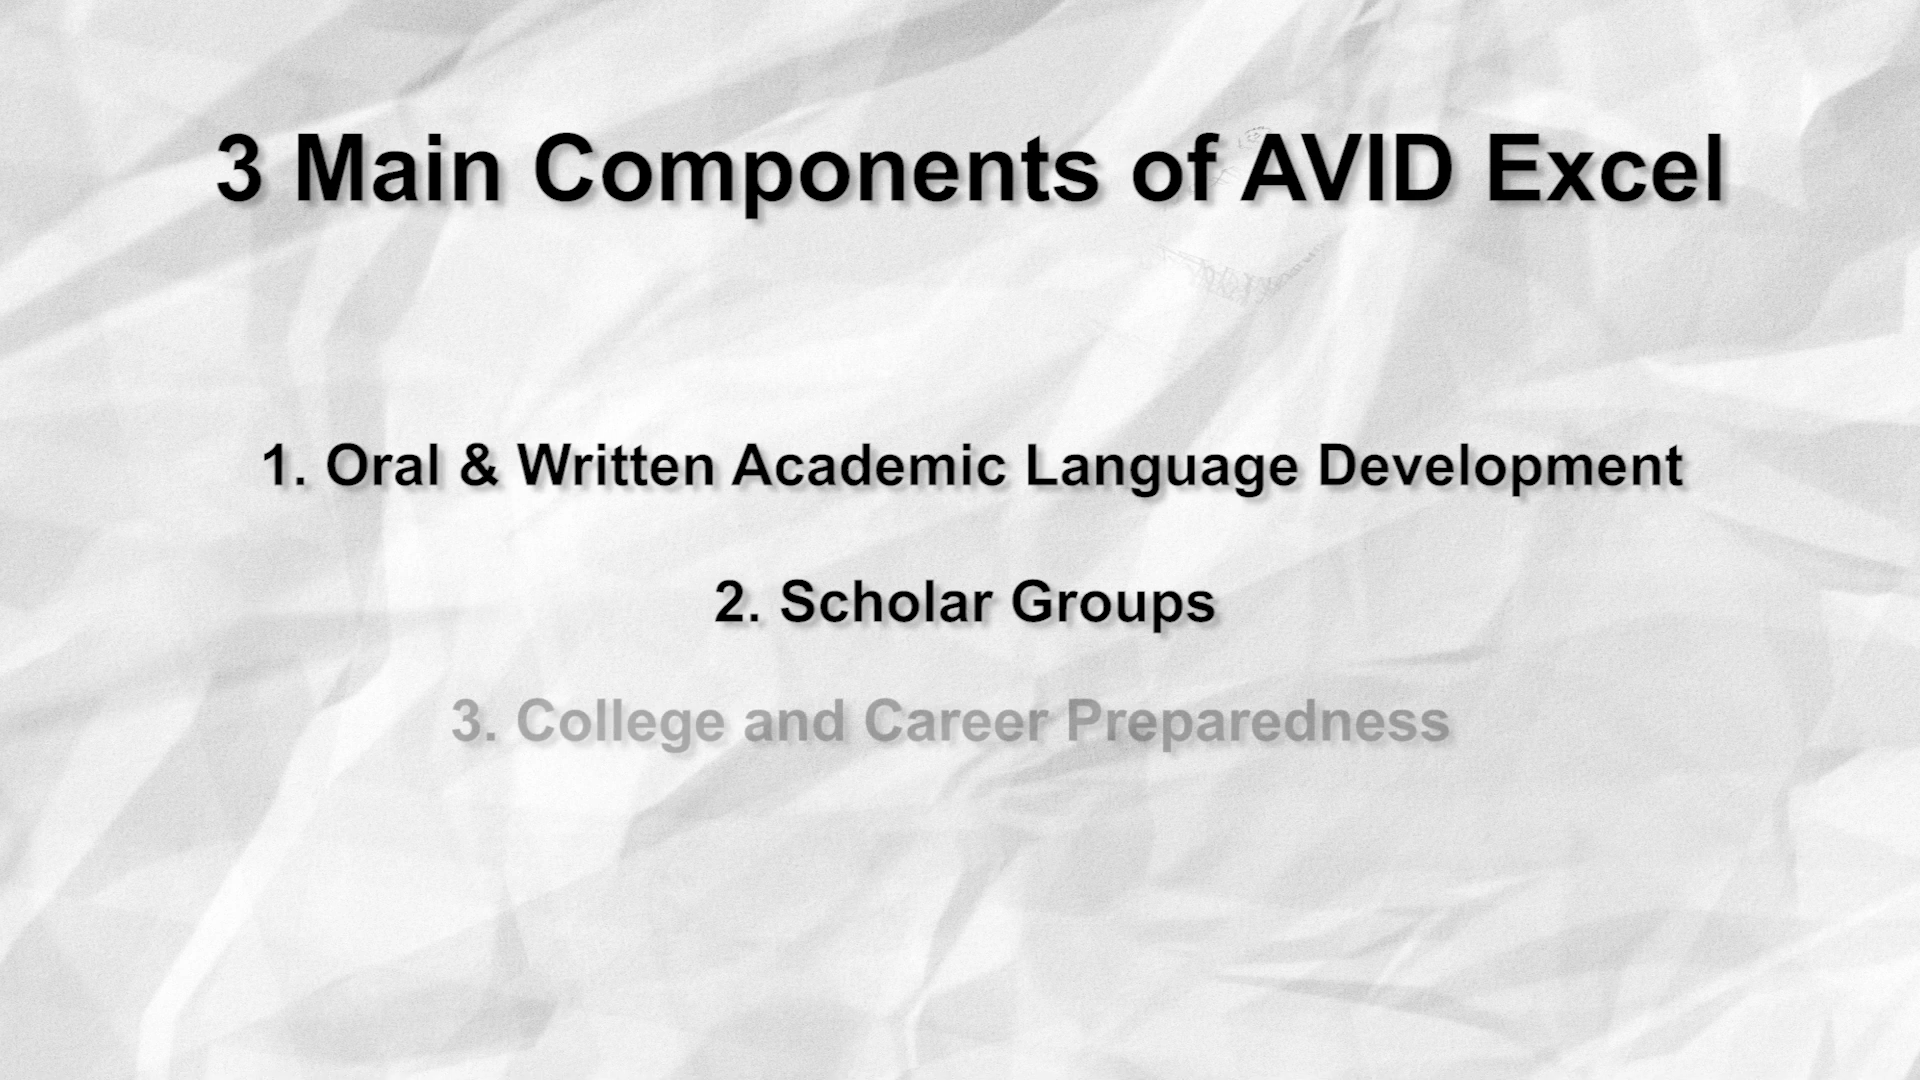 3 Main Components of AVID Excel
1. Oral & Written Academic Language Development
2. Scholar Groups
3. College and Career Preparedness